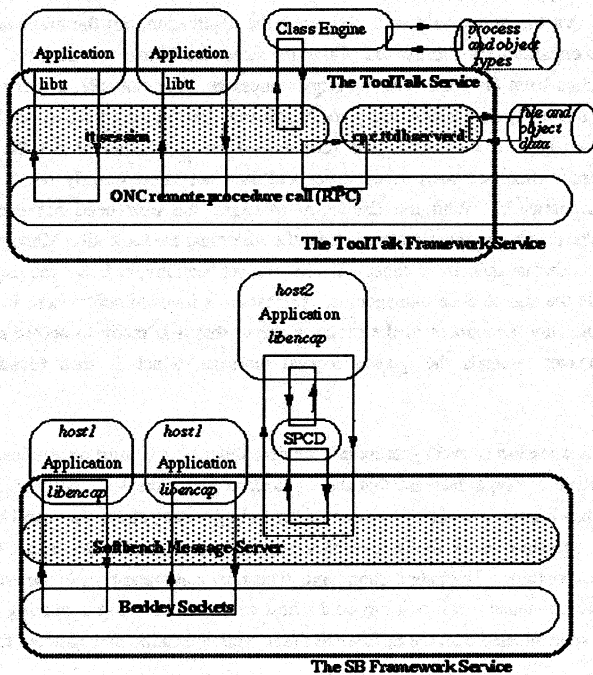 Class Engine
process
and object
types
Application
Application
libtt
libtt
The ToolTalk Service
ttsession
rpc.ttdbserverd
file and
object
data
ONC remote procedure call (RPC)
The ToolTalk Framework Service
host2
Application
libencap
host1
host1
SPCD
Application
Application
libencap
libencap
Softbench Message Server
Berkley Sockets
The SB Framework Service